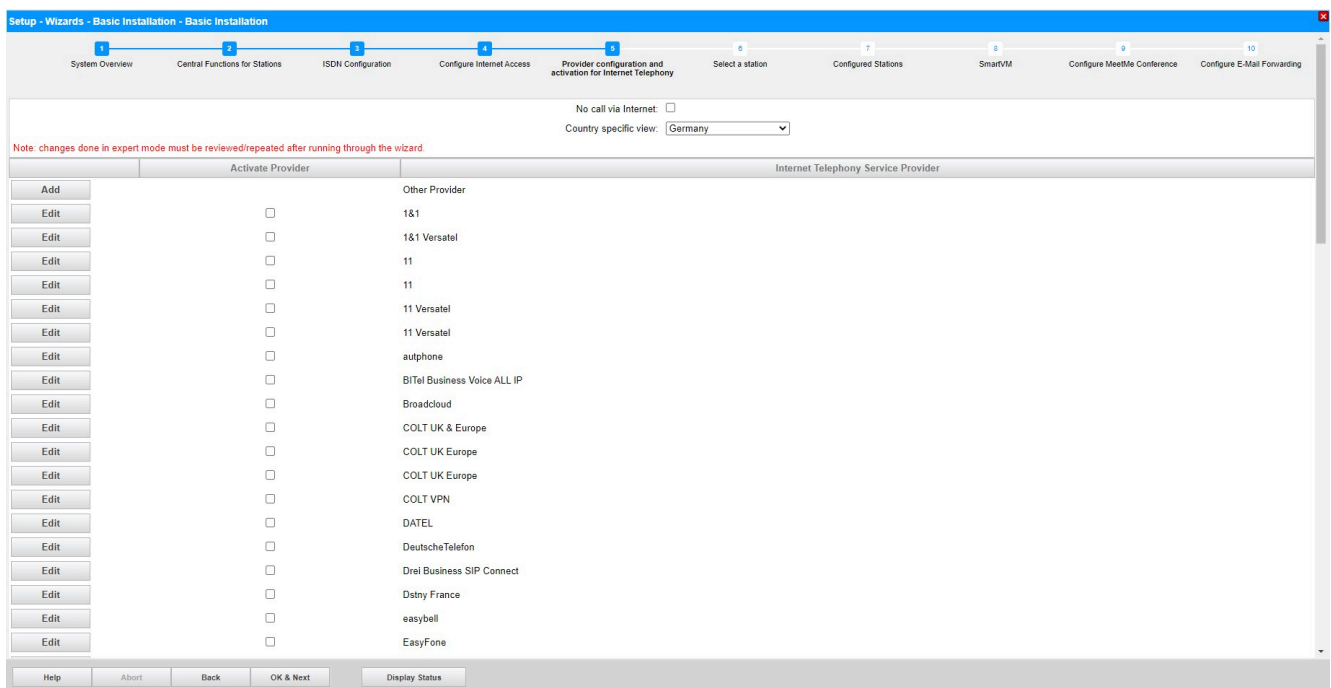 Setup - Wizards - Basic Installation - Basic Installation
1 2 3 4 5 6 7 8 9 10
System Overview Central Functions for Stations ISDN Configuration Configure Internet Access Provider configuration and activation for Internet Telephony Select a station Configured Stations SmartVM Configure MeetMe Conference Configure E-Mail Forwarding
No call via Internet:
Country specific view: Germany
Note: changes done in expert mode must be reviewed/repeated after running through the wizard.
Activate Provider Internet Telephony Service Provider
Add Other Provider
Edit 1&1
Edit 1&1 Versatel
Edit 11
Edit 11
Edit 11 Versatel
Edit 11 Versatel
Edit autphone
Edit BITel Business Voice ALL IP
Edit Broadcloud
Edit COLT UK & Europe
Edit COLT UK Europe
Edit COLT UK Europe
Edit COLT VPN
Edit DATEL
Edit DeutscheTelefon
Edit Drei Business SIP Connect
Edit Dstny France
Edit easybell
Edit EasyFone
Help Abort Back OK & Next Display Status